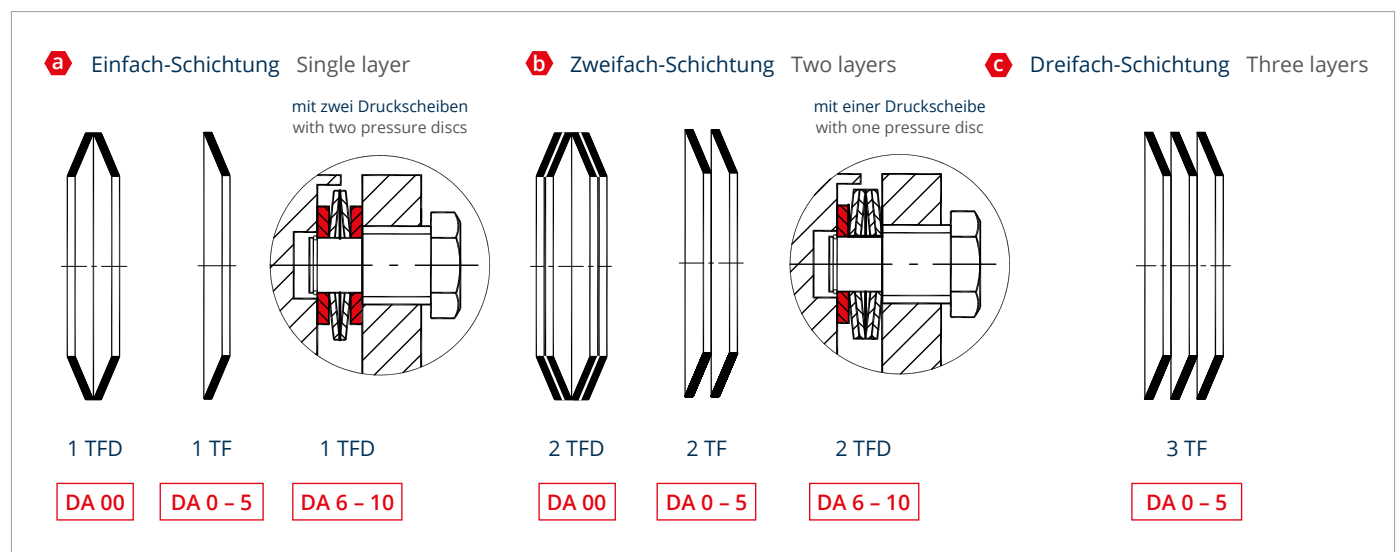 a Einfach-Schichtung Single layer
b Zweifach-Schichtung Two layers
c Dreifach-Schichtung Three layers
mit zwei Druckscheiben
with two pressure discs
mit einer Druckscheibe
with one pressure disc
1 TFD 1 TF 1 TFD 2 TFD 2 TF 2 TFD 3 TF
DA 00 DA 0 – 5 DA 6 – 10 DA 00 DA 0 – 5 DA 6 – 10 DA 0 – 5